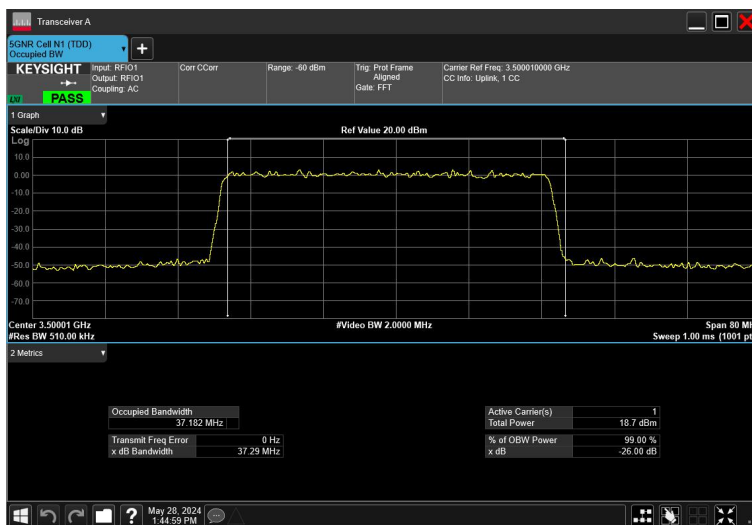 Transceiver A
5GNR Cell N1 (TDD)
Occupied BW
KEYSIGHT
LXI
PASS
Input: RFIO1
Output: RFIO1
Coupling: AC
Corr CCorr
Range: -60 dBm
Trig: Prot Frame
Aligned
Gate: FFT
Carrier Ref Freq: 3.500010000 GHz
CC Info: Uplink, 1 CC
1 Graph
Scale/Div 10.0 dB
Ref Value 20.00 dBm
Log
10.0
0.00
-10.0
-20.0
-30.0
-40.0
-50.0
-60.0
-70.0
Center 3.50001 GHz
#Video BW 2.0000 MHz
Span 80 MH
#Res BW 510.00 kHz
Sweep 1.00 ms (1001 pt
2 Metrics
Occupied Bandwidth
37.182 MHz
Transmit Freq Error 0 Hz
x dB Bandwidth 37.29 MHz
Active Carrier(s) 1
Total Power 18.7 dBm
% of OBW Power 99.00 %
x dB -26.00 dB
?
May 28, 2024
1:44:59 PM